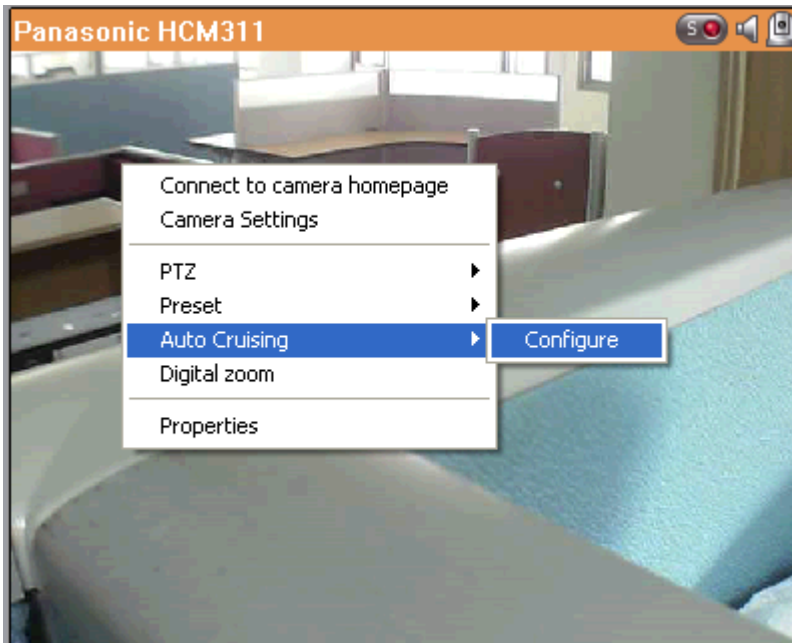 Panasonic HCM311
S
Connect to camera homepage
Camera Settings
PTZ
Preset
Auto Cruising
Configure
Digital zoom
Properties